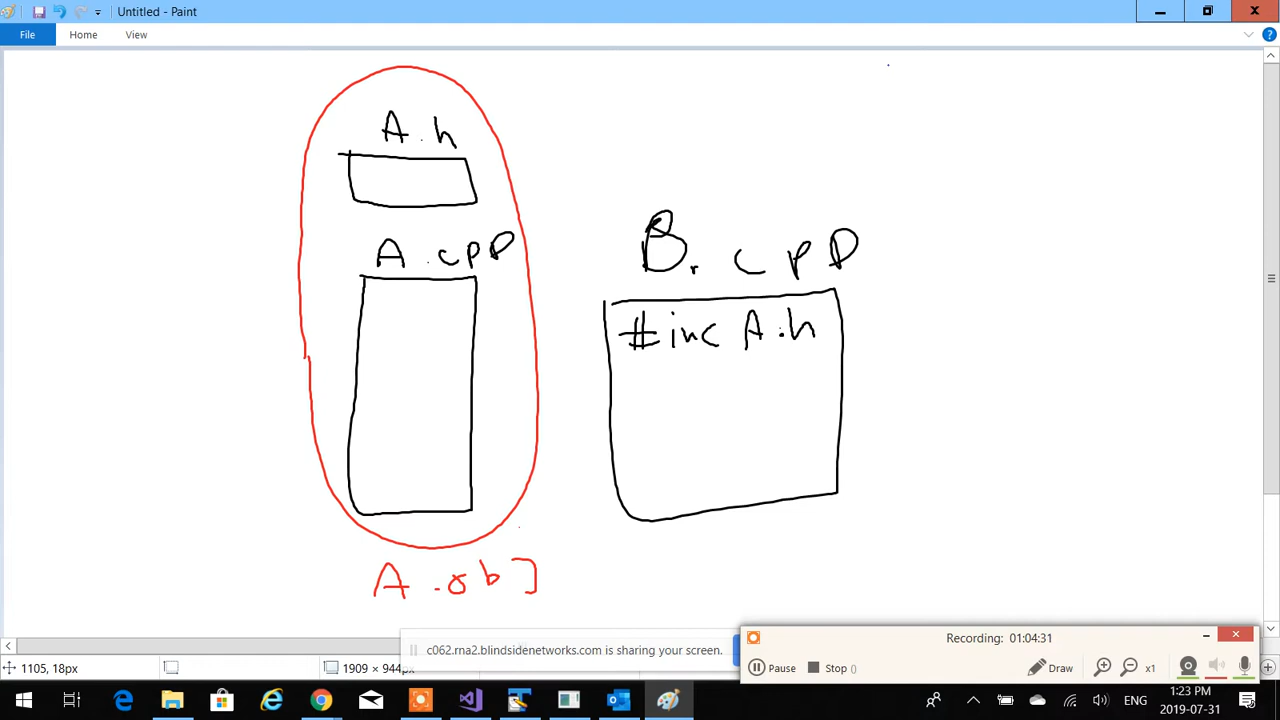 Untitled - Paint
File Home View
A.h
A.cpp
B.cpp
#inc A.h
A.obj
c062.rna2.blindsidenetworks.com is sharing your screen.
Recording: 01:04:31
Pause Stop () Draw x1
1105, 18px 1909 × 944px
ENG
1:23 PM
2019-07-31